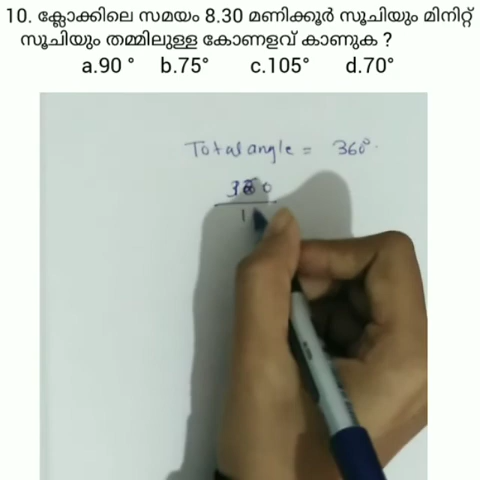 10. ക്ലോക്കിലെ സമയം 8.30 മണിക്കൂർ സൂചിയും മിനിറ്റ്
സൂചിയും തമ്മിലുള്ള കോണളവ് കാണുക ?
a.90 ° b.75° c.105° d.70°
Total angle = 360°.
360
1